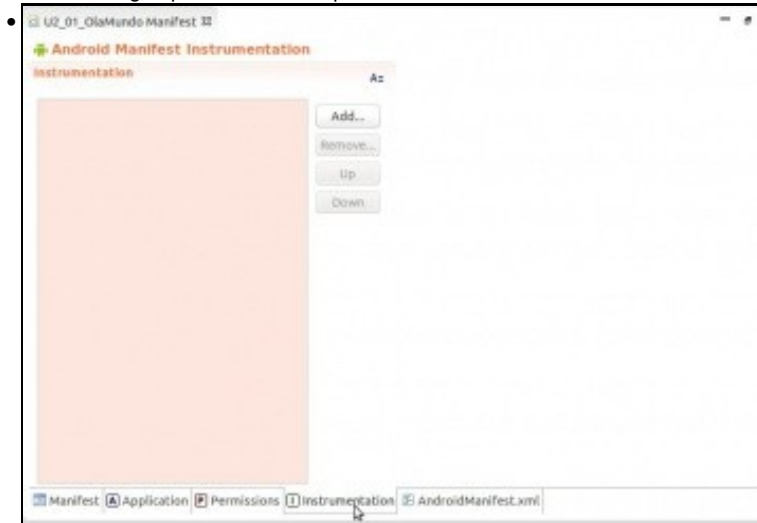 U2_01_OlaMundo Manifest
Android Manifest Instrumentation
Instrumentation
Az
Add...
Remove...
Up
Down
Manifest A Application P Permissions I Instrumentation AndroidManifest.xml